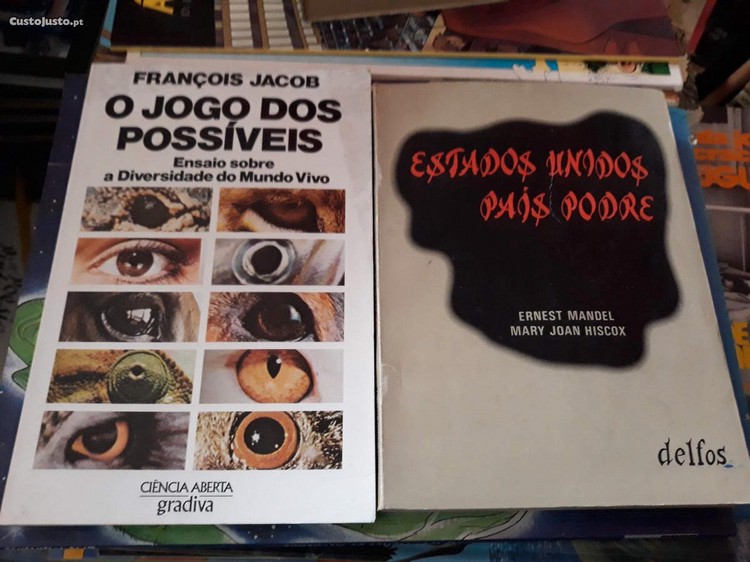 CustoJusto.pt
FRANÇOIS JACOB
O JOGO DOS
POSSÍVEIS
Ensaio sobre
a Diversidade do Mundo Vivo
CIÊNCIA ABERTA
gradiva
ESTADOS UNIDOS
PAÍS PODRE
ERNEST MANDEL
MARY JOAN HISCOX
delfos